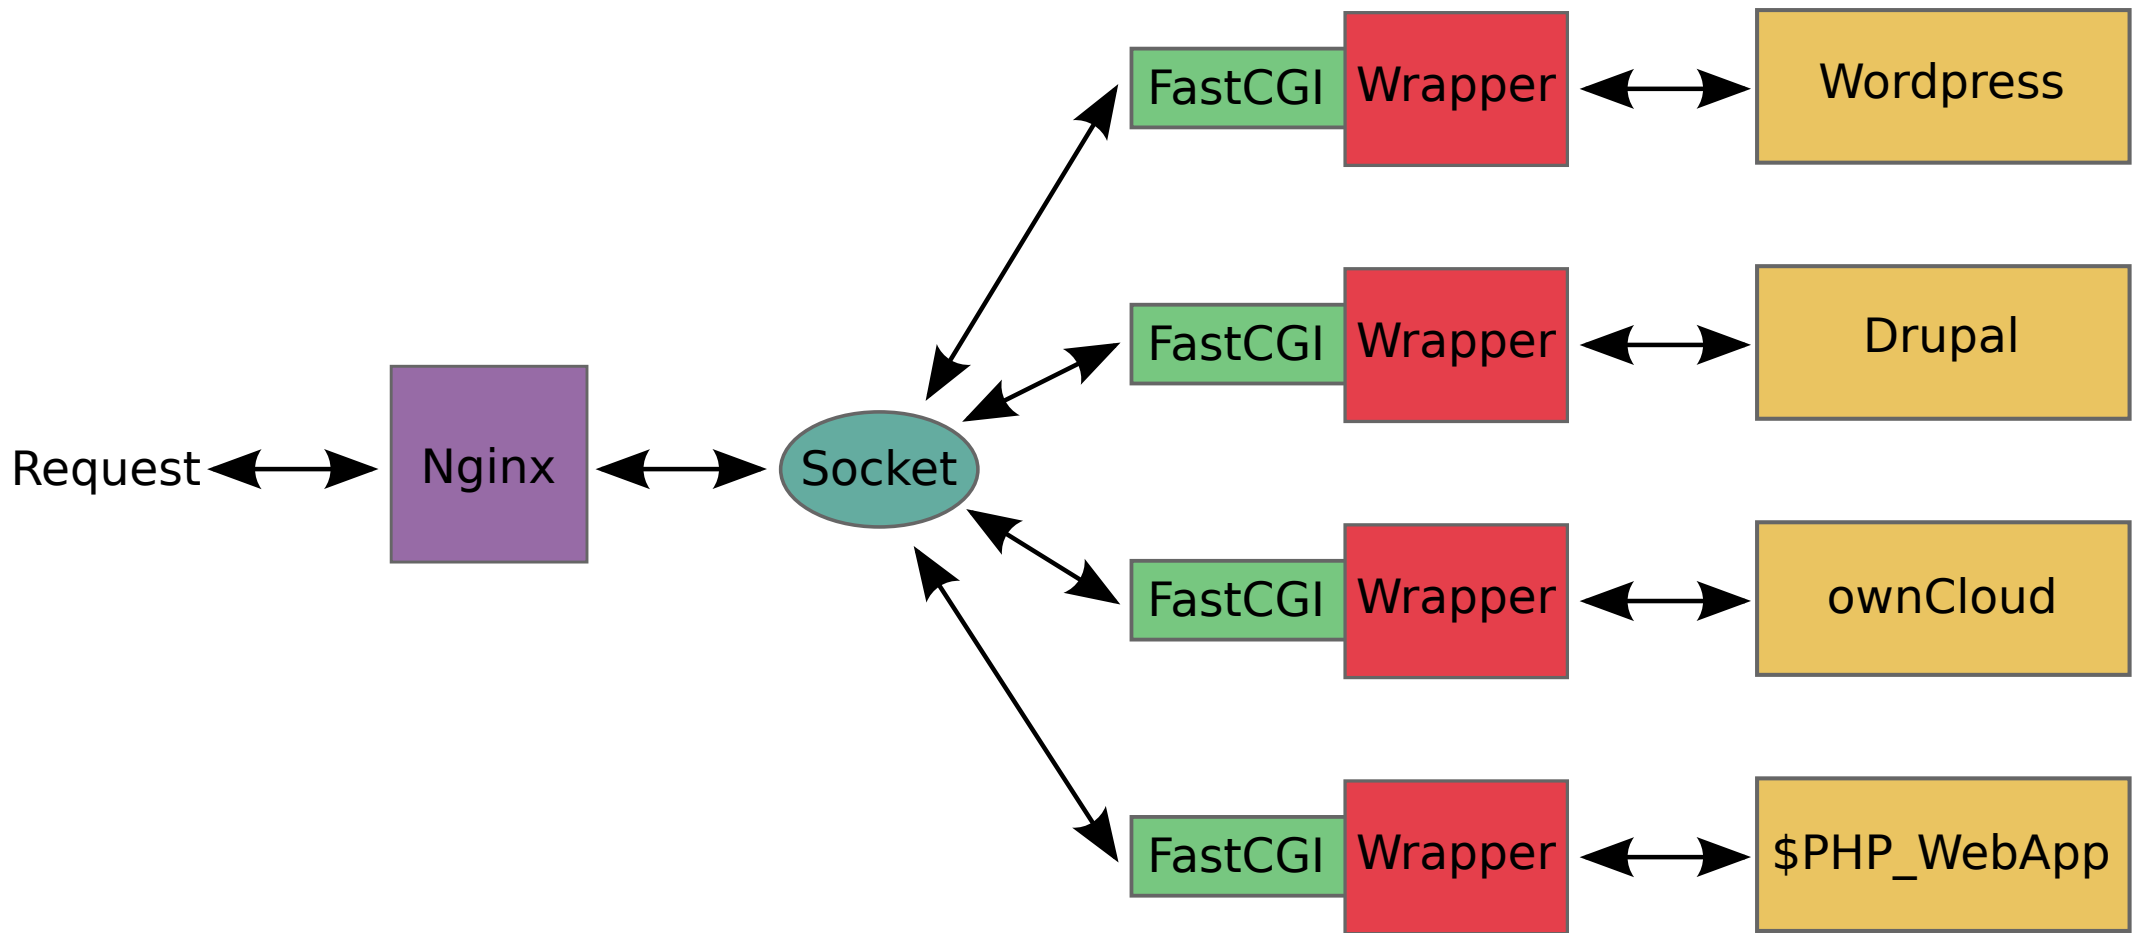 Request
Nginx
Socket
FastCGI
Wrapper
Wordpress
FastCGI
Wrapper
Drupal
FastCGI
Wrapper
ownCloud
FastCGI
Wrapper
$PHP_WebApp